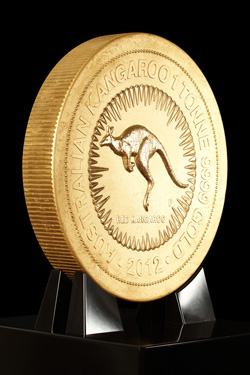 AUSTRALIAN KANGAROO 1 TONNE 9999 GOLD
• 2012 •
RED KANGAROO